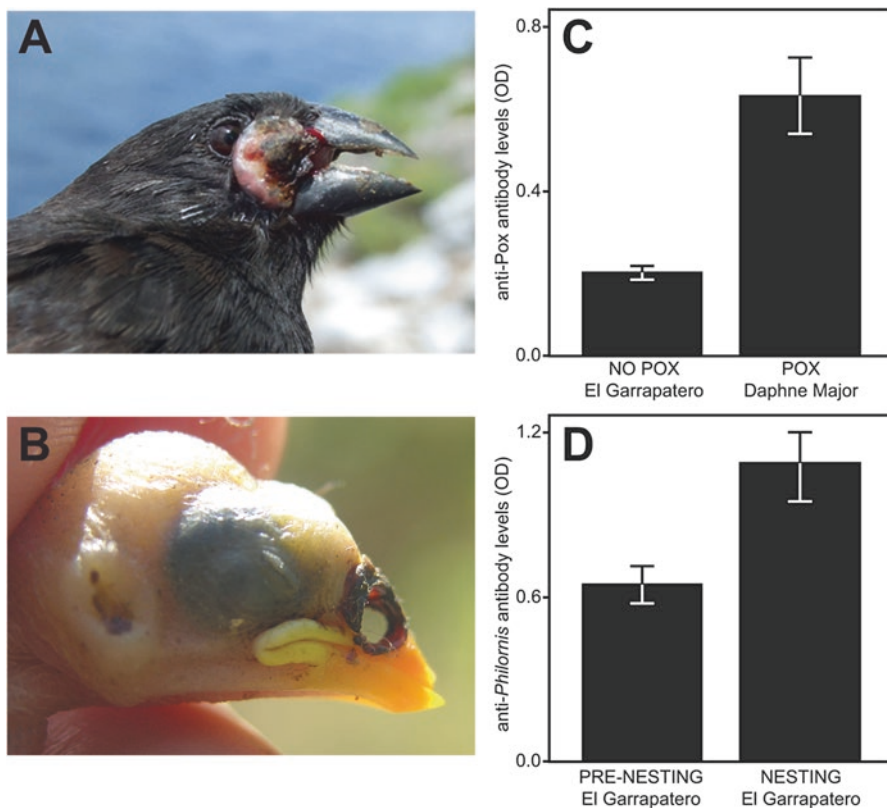 A
C
anti-Pox antibody levels (OD)
0.8
0.4
0.0
NO POX
El Garrapatero
POX
Daphne Major
B
D
anti-Philornis antibody levels (OD)
1.2
0.6
0.0
PRE-NESTING
El Garrapatero
NESTING
El Garrapatero